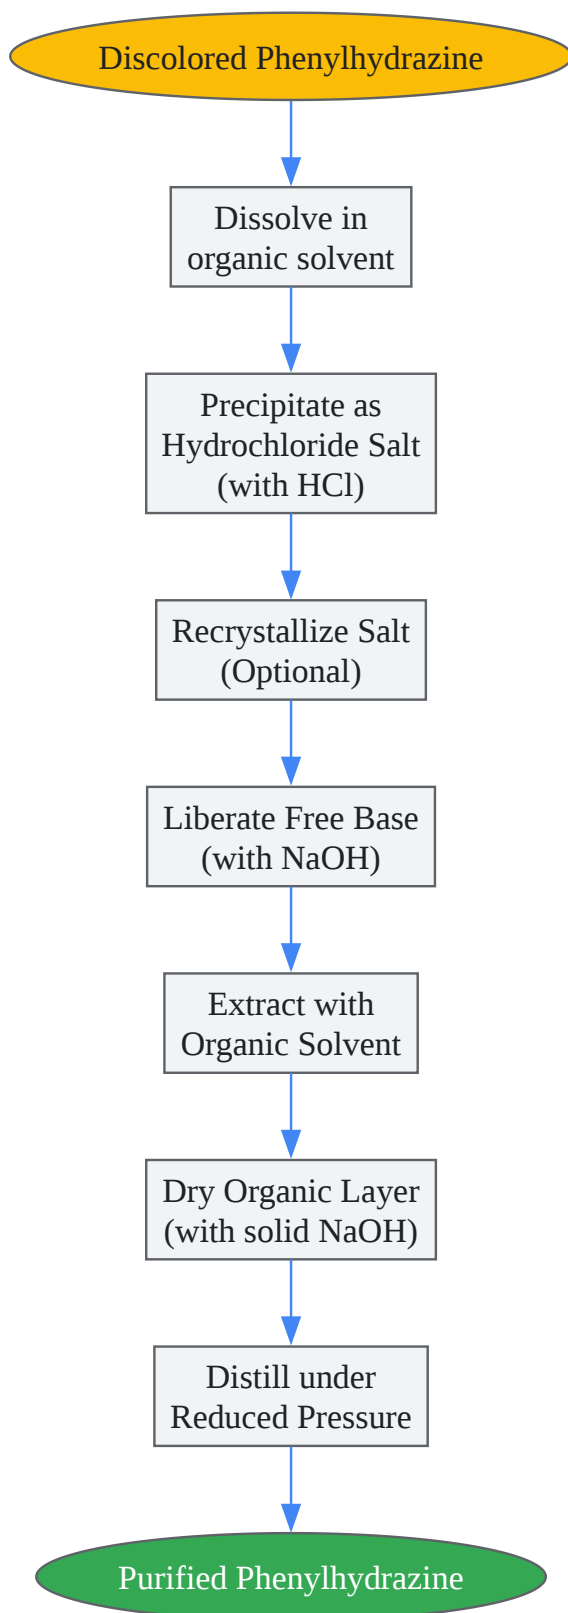 Discolored Phenylhydrazine
Dissolve in
organic solvent
Precipitate as
Hydrochloride Salt
(with HCl)
Recrystallize Salt
(Optional)
Liberate Free Base
(with NaOH)
Extract with
Organic Solvent
Dry Organic Layer
(with solid NaOH)
Distill under
Reduced Pressure
Purified Phenylhydrazine